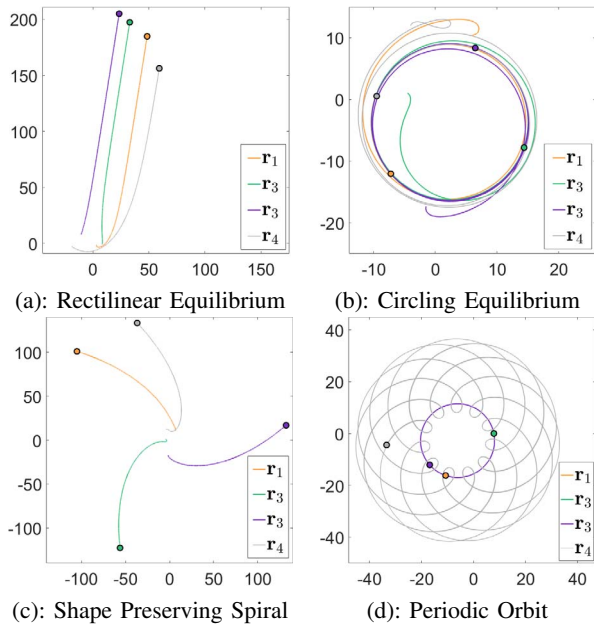 200
150
100
50
0
0 50 100 150
r1
r3
r3
r4
(a): Rectilinear Equilibrium
10
0
-10
-20
-10 0 10 20
r1
r3
r3
r4
(b): Circling Equilibrium
100
50
0
-50
-100
-100 -50 0 50 100
r1
r3
r3
r4
(c): Shape Preserving Spiral
40
20
0
-20
-40
-40 -20 0 20 40
r1
r3
r3
r4
(d): Periodic Orbit